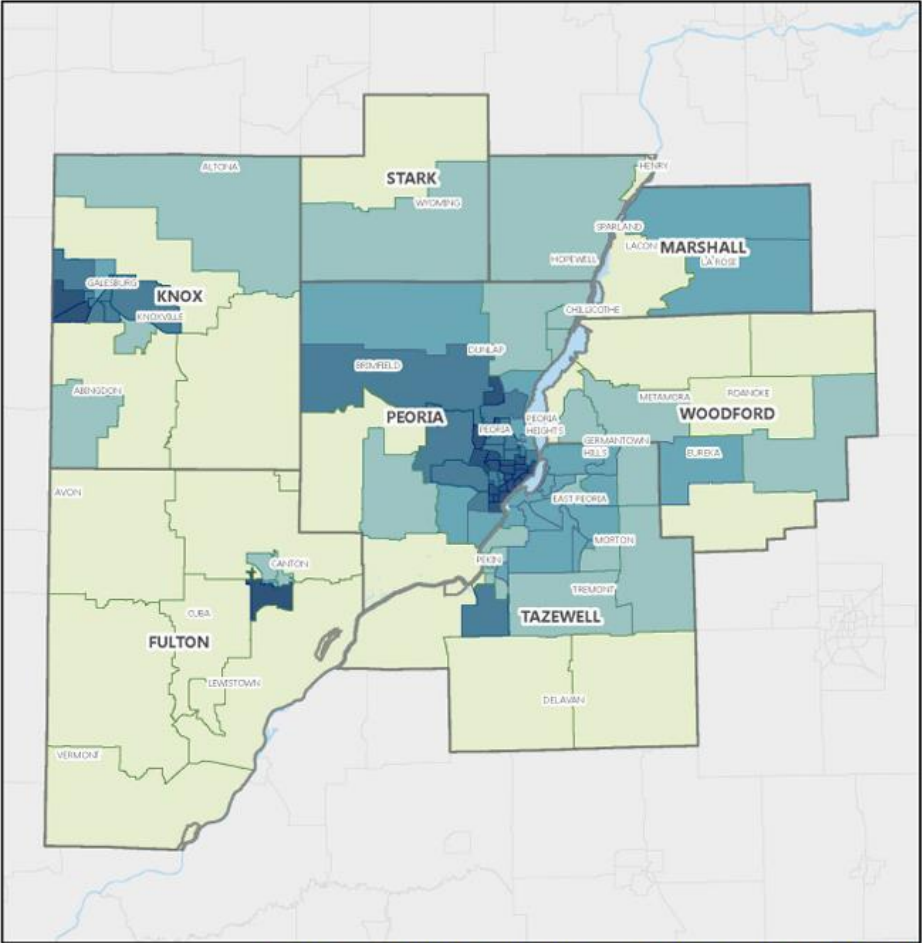 HENRY
ALTONA
STARK
WYOMING
SPARLAND
LACON
MARSHALL
LA ROSE
HOPEWELL
GALESBURG
KNOX
KNOXVILLE
CHILLICOTHE
DUNLAP
BRIMFIELD
ABINGDON
METAMORA
ROANOKE
PEORIA
PEORIA
PEORIA
HEIGHTS
WOODFORD
GERMANTOWN
HILLS
EUREKA
AVON
EAST PEORIA
MORTON
CANTON
PEKIN
TREMONT
CUBA
TAZEWELL
FULTON
LEWISTOWN
DELAVAN
VERMONT